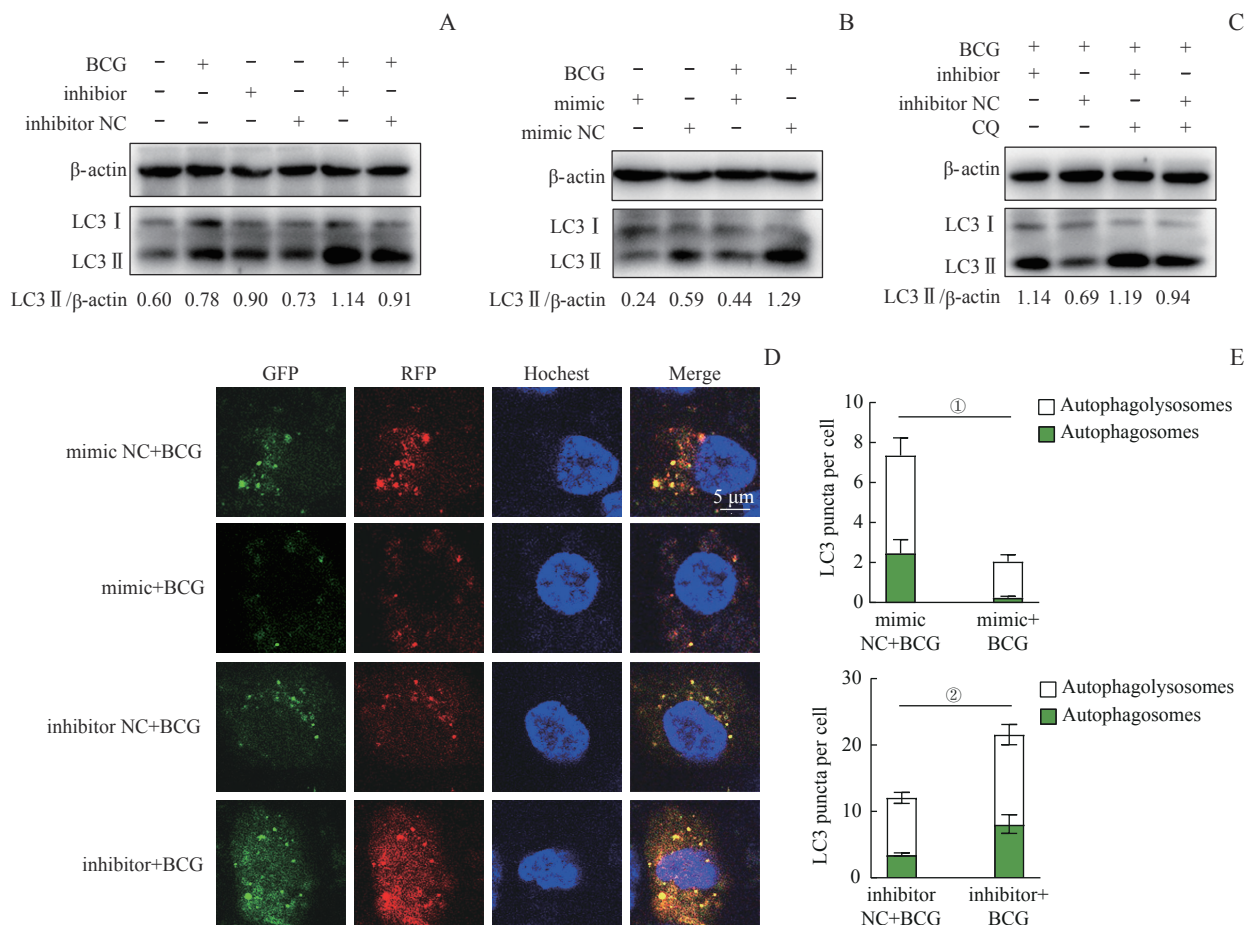 A
BCG － + － － + +
inhibior － － + － + －
inhibitor NC － － － + － +
β-actin
LC3 Ⅰ
LC3 Ⅱ
LC3 Ⅱ/β-actin 0.60 0.78 0.90 0.73 1.14 0.91
B
BCG － － + +
mimic + － + －
mimic NC － + － +
β-actin
LC3 Ⅰ
LC3 Ⅱ
LC3 Ⅱ/β-actin 0.24 0.59 0.44 1.29
C
BCG + + + +
inhibior + － + －
inhibitor NC － + － +
CQ － － + +
β-actin
LC3 Ⅰ
LC3 Ⅱ
LC3 Ⅱ/β-actin 1.14 0.69 1.19 0.94
D
GFP RFP Hochest Merge
mimic NC+BCG
5 μm
mimic+BCG
inhibitor NC+BCG
inhibitor+BCG
E
LC3 puncta per cell
10
8
6
4
2
0
①
Autophagolysosomes
Autophagosomes
mimic mimic+
NC+BCG BCG
LC3 puncta per cell
30
20
10
0
②
Autophagolysosomes
Autophagosomes
inhibitor inhibitor+
NC+BCG BCG